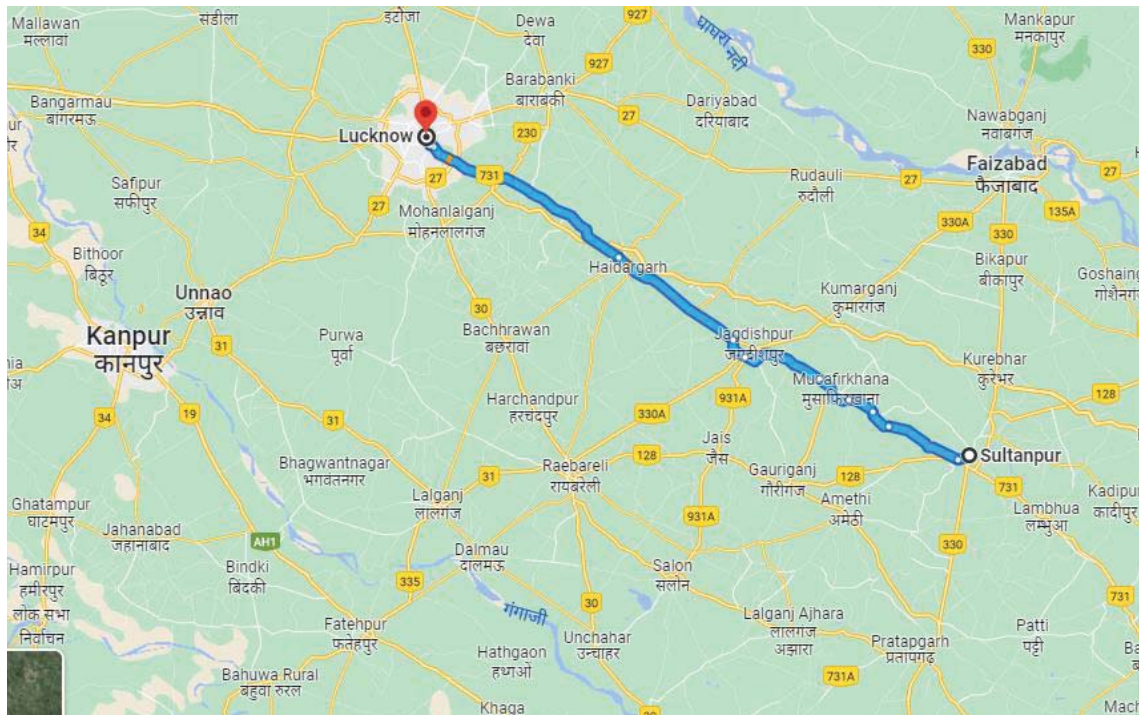 Mallawan
मल्लावां
संडीला
इटौंजा
Dewa
देवा
927
घाघरा नदी
Mankapur
मनकापुर
330
Bangarmau
बांगरमऊ
Barabanki
बाराबंकी
927
Dariyabad
दरियाबाद
27
Nawabganj
नवाबगंज
Lucknow
230
Faizabad
फैजाबाद
27
Safipur
सफीपुर
27
731
Rudauli
रुदौली
27
27
Mohanlalganj
मोहनलालगंज
330A
330
135A
34
Bithoor
बिठूर
Haidargarh
Bikapur
बीकापुर
Goshaing
गोशैनग
Unnao
उन्नाव
Kumarganj
कुमारगंज
Kanpur
कानपुर
30
Purwa
पूर्वा
Bachhrawan
बछरावां
Jagdishpur
जगदीशपुर
Kurebhar
कुरेभर
31
Musafirkhana
मुसाफिरखाना
128
Harchandpur
हरचंदपुर
931A
34
19
31
330A
Jais
जैस
Sultanpur
Bhagwantnagar
भगवंतनगर
Raebareli
रायबरेली
128
Gauriganj
गौरीगंज
128
31
731
Kadipur
कादीपुर
Ghatampur
घाटमपुर
Lalganj
लालगंज
Amethi
अमेठी
Lambhua
लम्भुआ
Jahanabad
जहानाबाद
931A
AH1
330
Hamirpur
हमीरपुर
लोक सभा
निर्वाचन
Bindki
बिंदकी
Dalmau
दालमऊ
Salon
सलोन
335
गंगाजी
30
731
Lalganj Ajhara
लालगंज
अझारा
Patti
पट्टी
Fatehpur
फतेहपुर
Unchahar
ऊन्चाहर
Pratapgarh
प्रतापगढ़
Hathgaon
हथगाओं
Bahuwa Rural
बहुवा रुरल
731A
Khaga
Mach